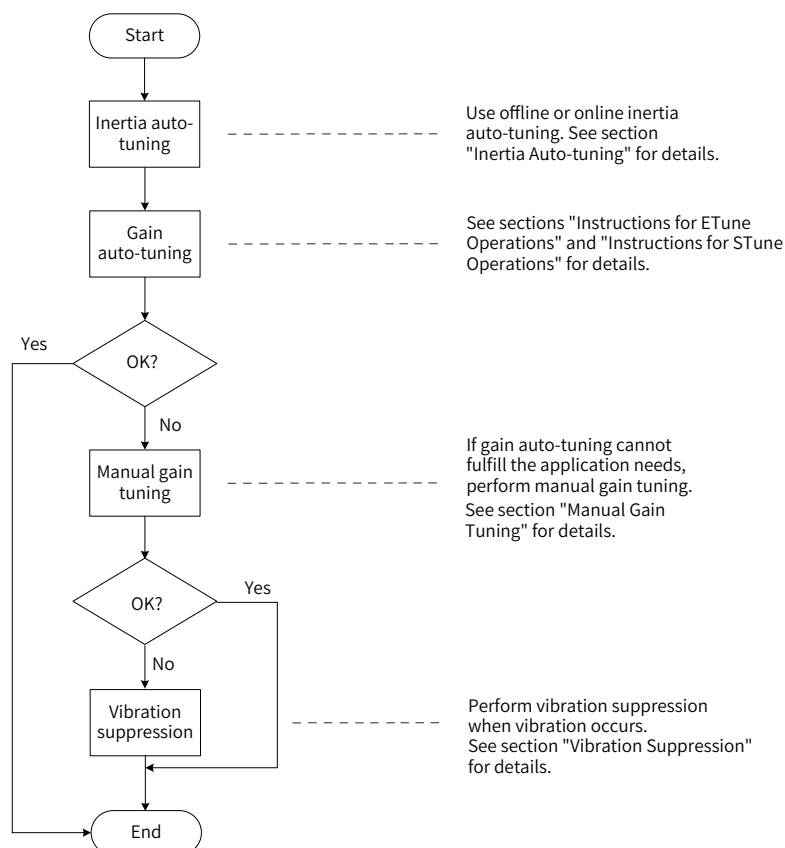 Start
Inertia auto-
tuning
Use offline or online inertia
auto-tuning. See section
"Inertia Auto-tuning" for details.
Gain
auto-tuning
See sections "Instructions for ETune
Operations" and "Instructions for STune
Operations" for details.
Yes
OK?
No
Manual gain
tuning
If gain auto-tuning cannot
fulfill the application needs,
perform manual gain tuning.
See section "Manual Gain
Tuning" for details.
OK?
Yes
No
Vibration
suppression
Perform vibration suppression
when vibration occurs.
See section "Vibration Suppression"
for details.
End